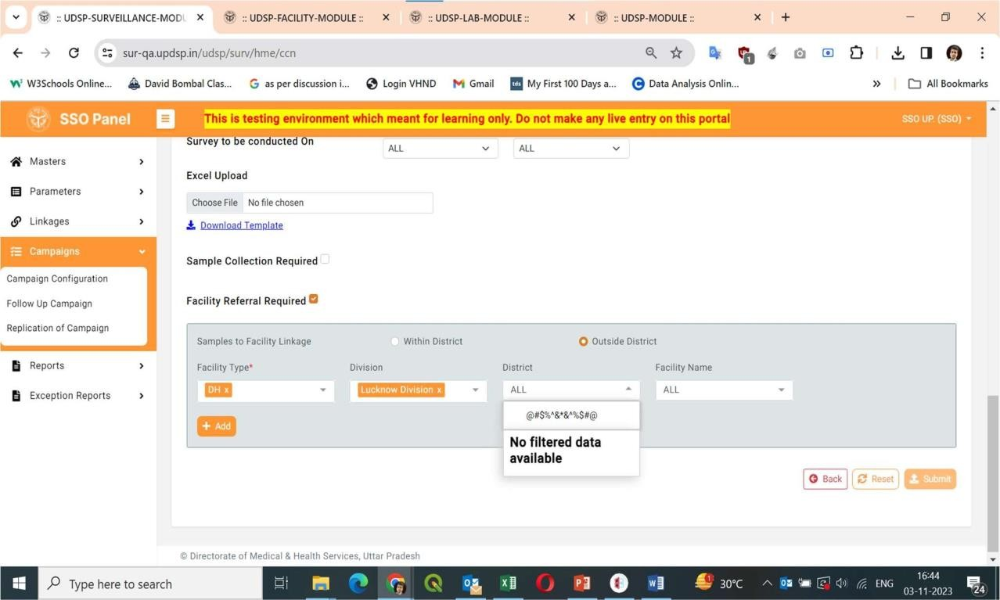 :: UDSP-SURVEILLANCE-MODU
:: UDSP-FACILITY-MODULE ::
:: UDSP-LAB-MODULE ::
:: UDSP-MODULE ::
sur-qa.updsp.in/udsp/surv/hme/ccn
1
W3Schools Online...
David Bombal Clas...
as per discussion i...
Login VHND
Gmail
tds
My First 100 Days a...
Data Analysis Onlin...
»
All Bookmarks
SSO Panel
This is testing environment which meant for learning only. Do not make any live entry on this portal
SSO UP. (SSO)
Masters
Parameters
Linkages
Campaigns
Campaign Configuration
Follow Up Campaign
Replication of Campaign
Reports
Exception Reports
Survey to be conducted On
ALL
ALL
Excel Upload
Choose File No file chosen
Download Template
Sample Collection Required
Facility Referral Required
Samples to Facility Linkage
Within District
Outside District
Facility Type*
Division
District
Facility Name
DH x
Lucknow Division x
ALL
ALL
@#$%^&*&^%$#@
No filtered data
available
+ Add
Back
Reset
Submit
© Directorate of Medical & Health Services, Uttar Pradesh
Type here to search
1
30°C
ENG
16:44
03-11-2023
24